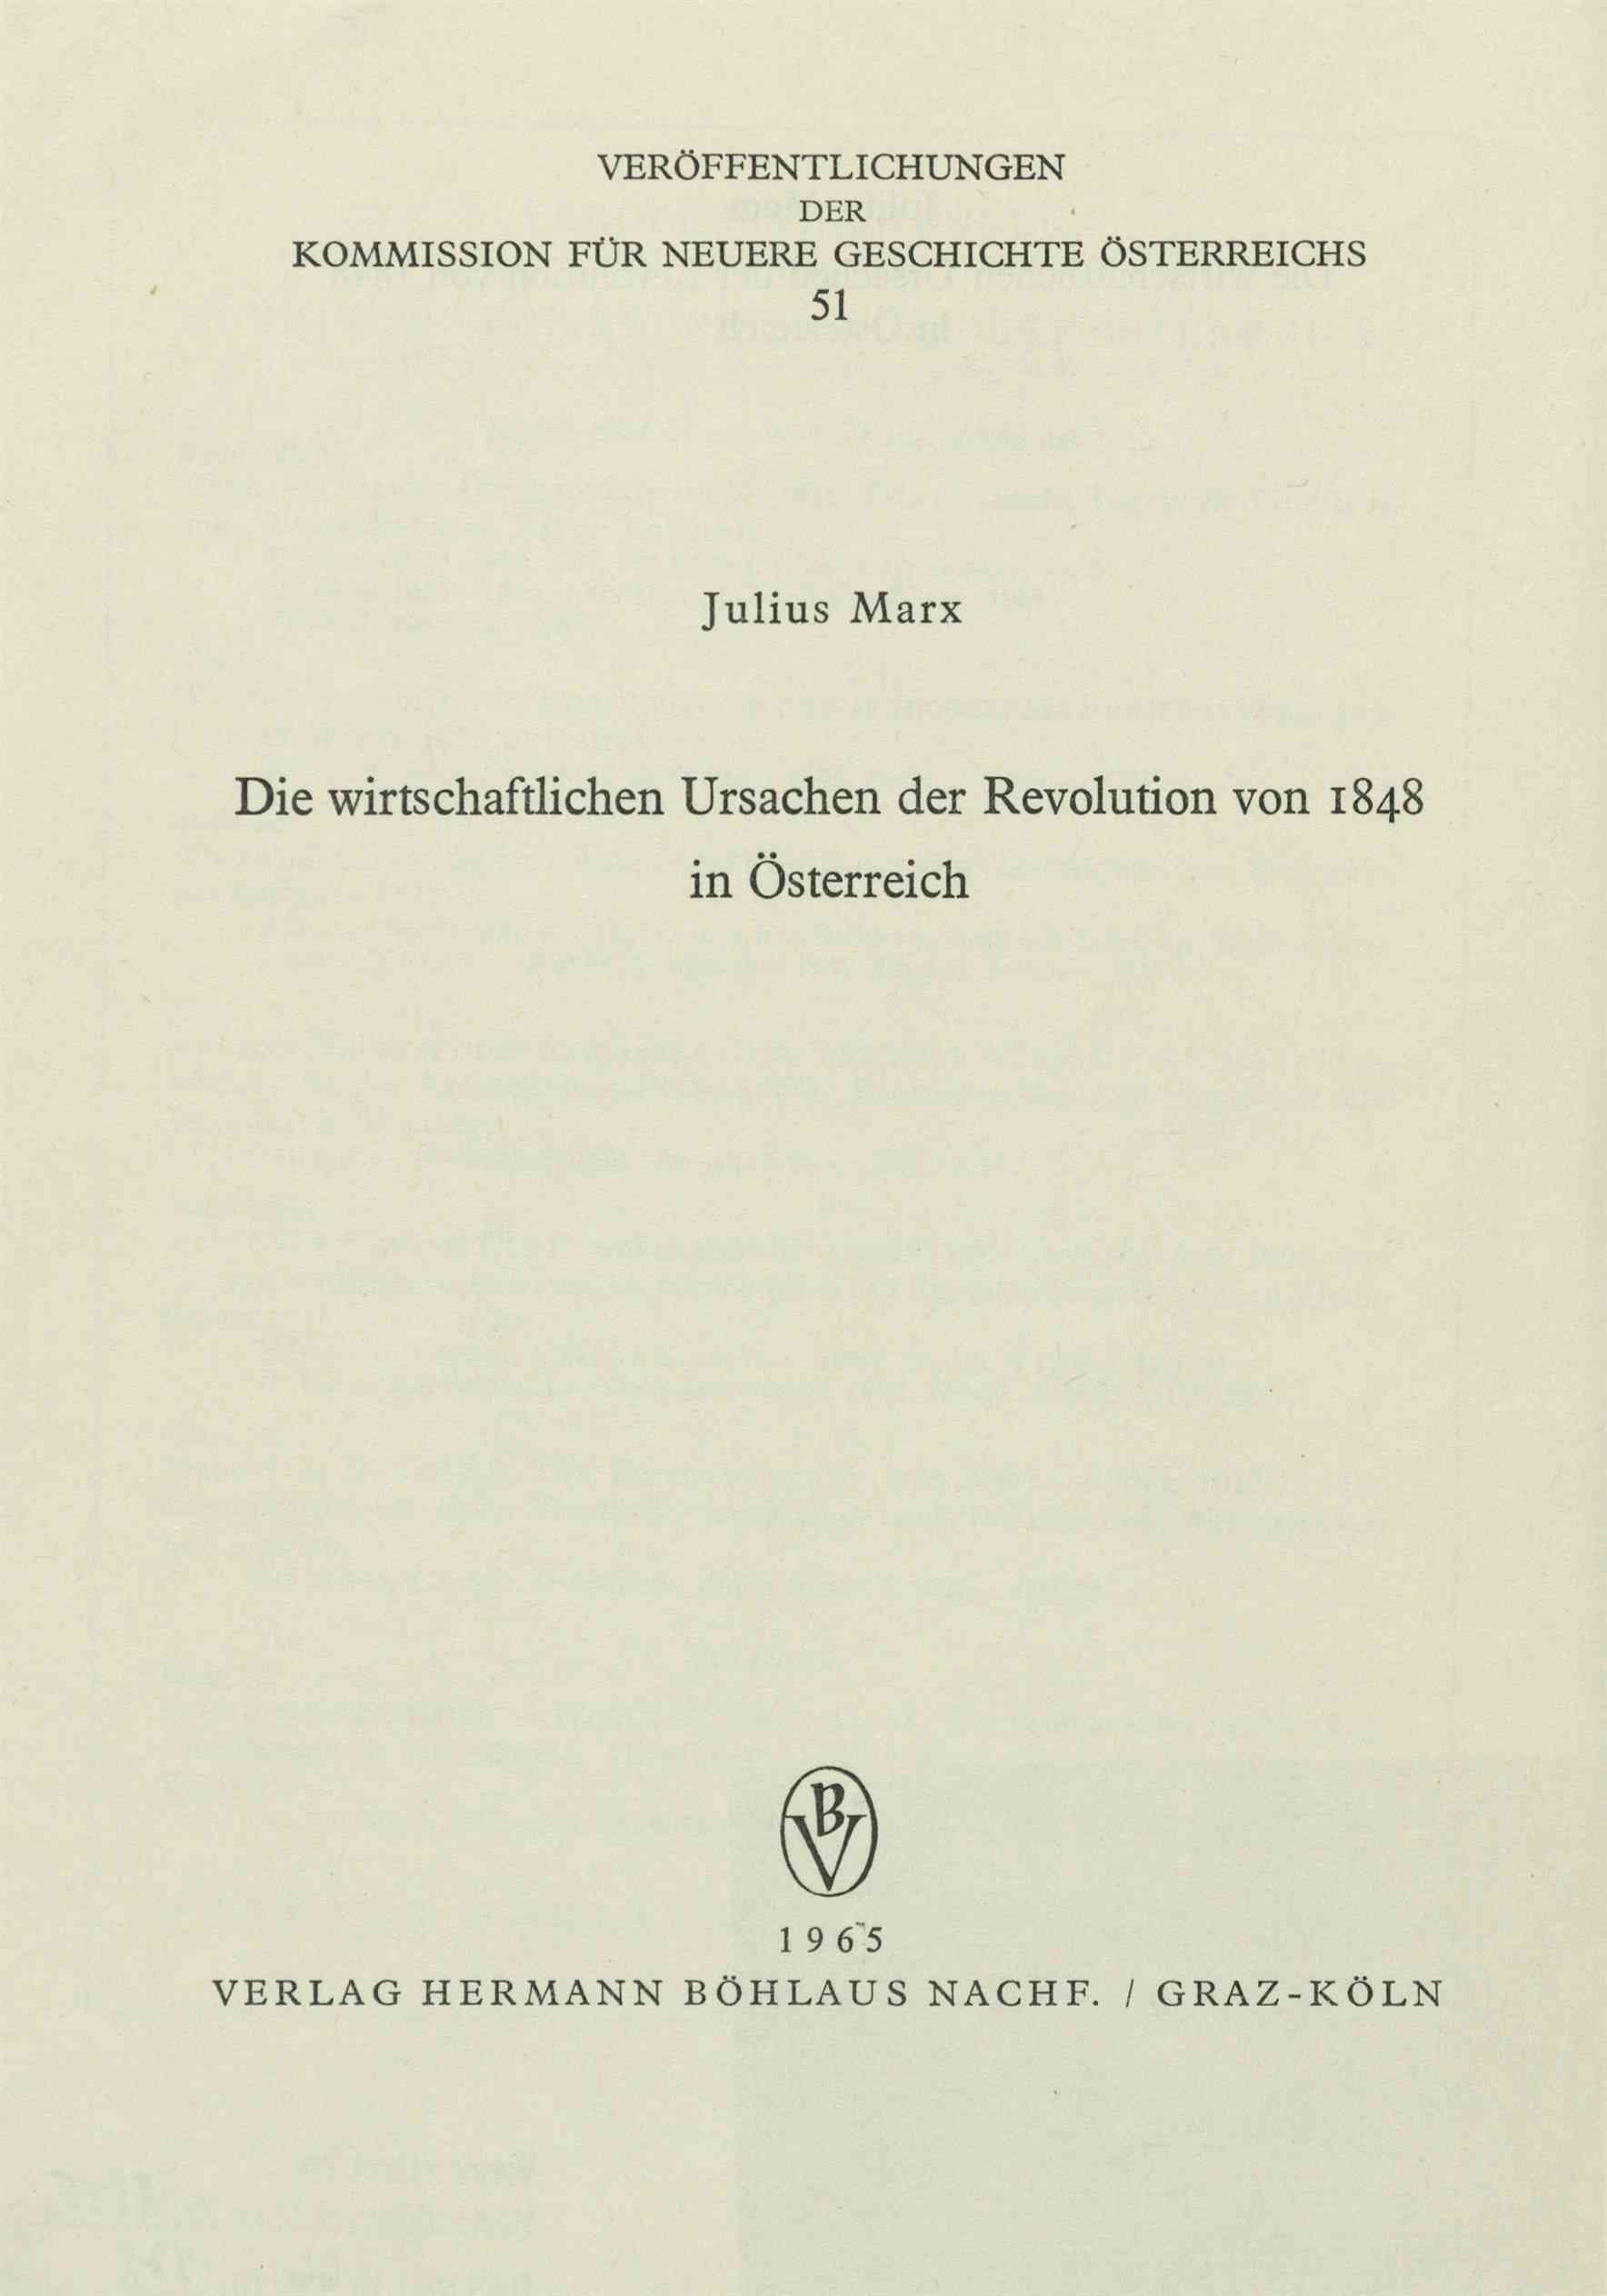 VERÖFFENTLICHUNGEN
DER
KOMMISSION FÜR NEUERE GESCHICHTE ÖSTERREICHS
51
Julius Marx
Die wirtschaftlichen Ursachen der Revolution von 1848
in Österreich
BV
1965
VERLAG HERMANN BÖHLAUS NACHF. / GRAZ-KÖLN